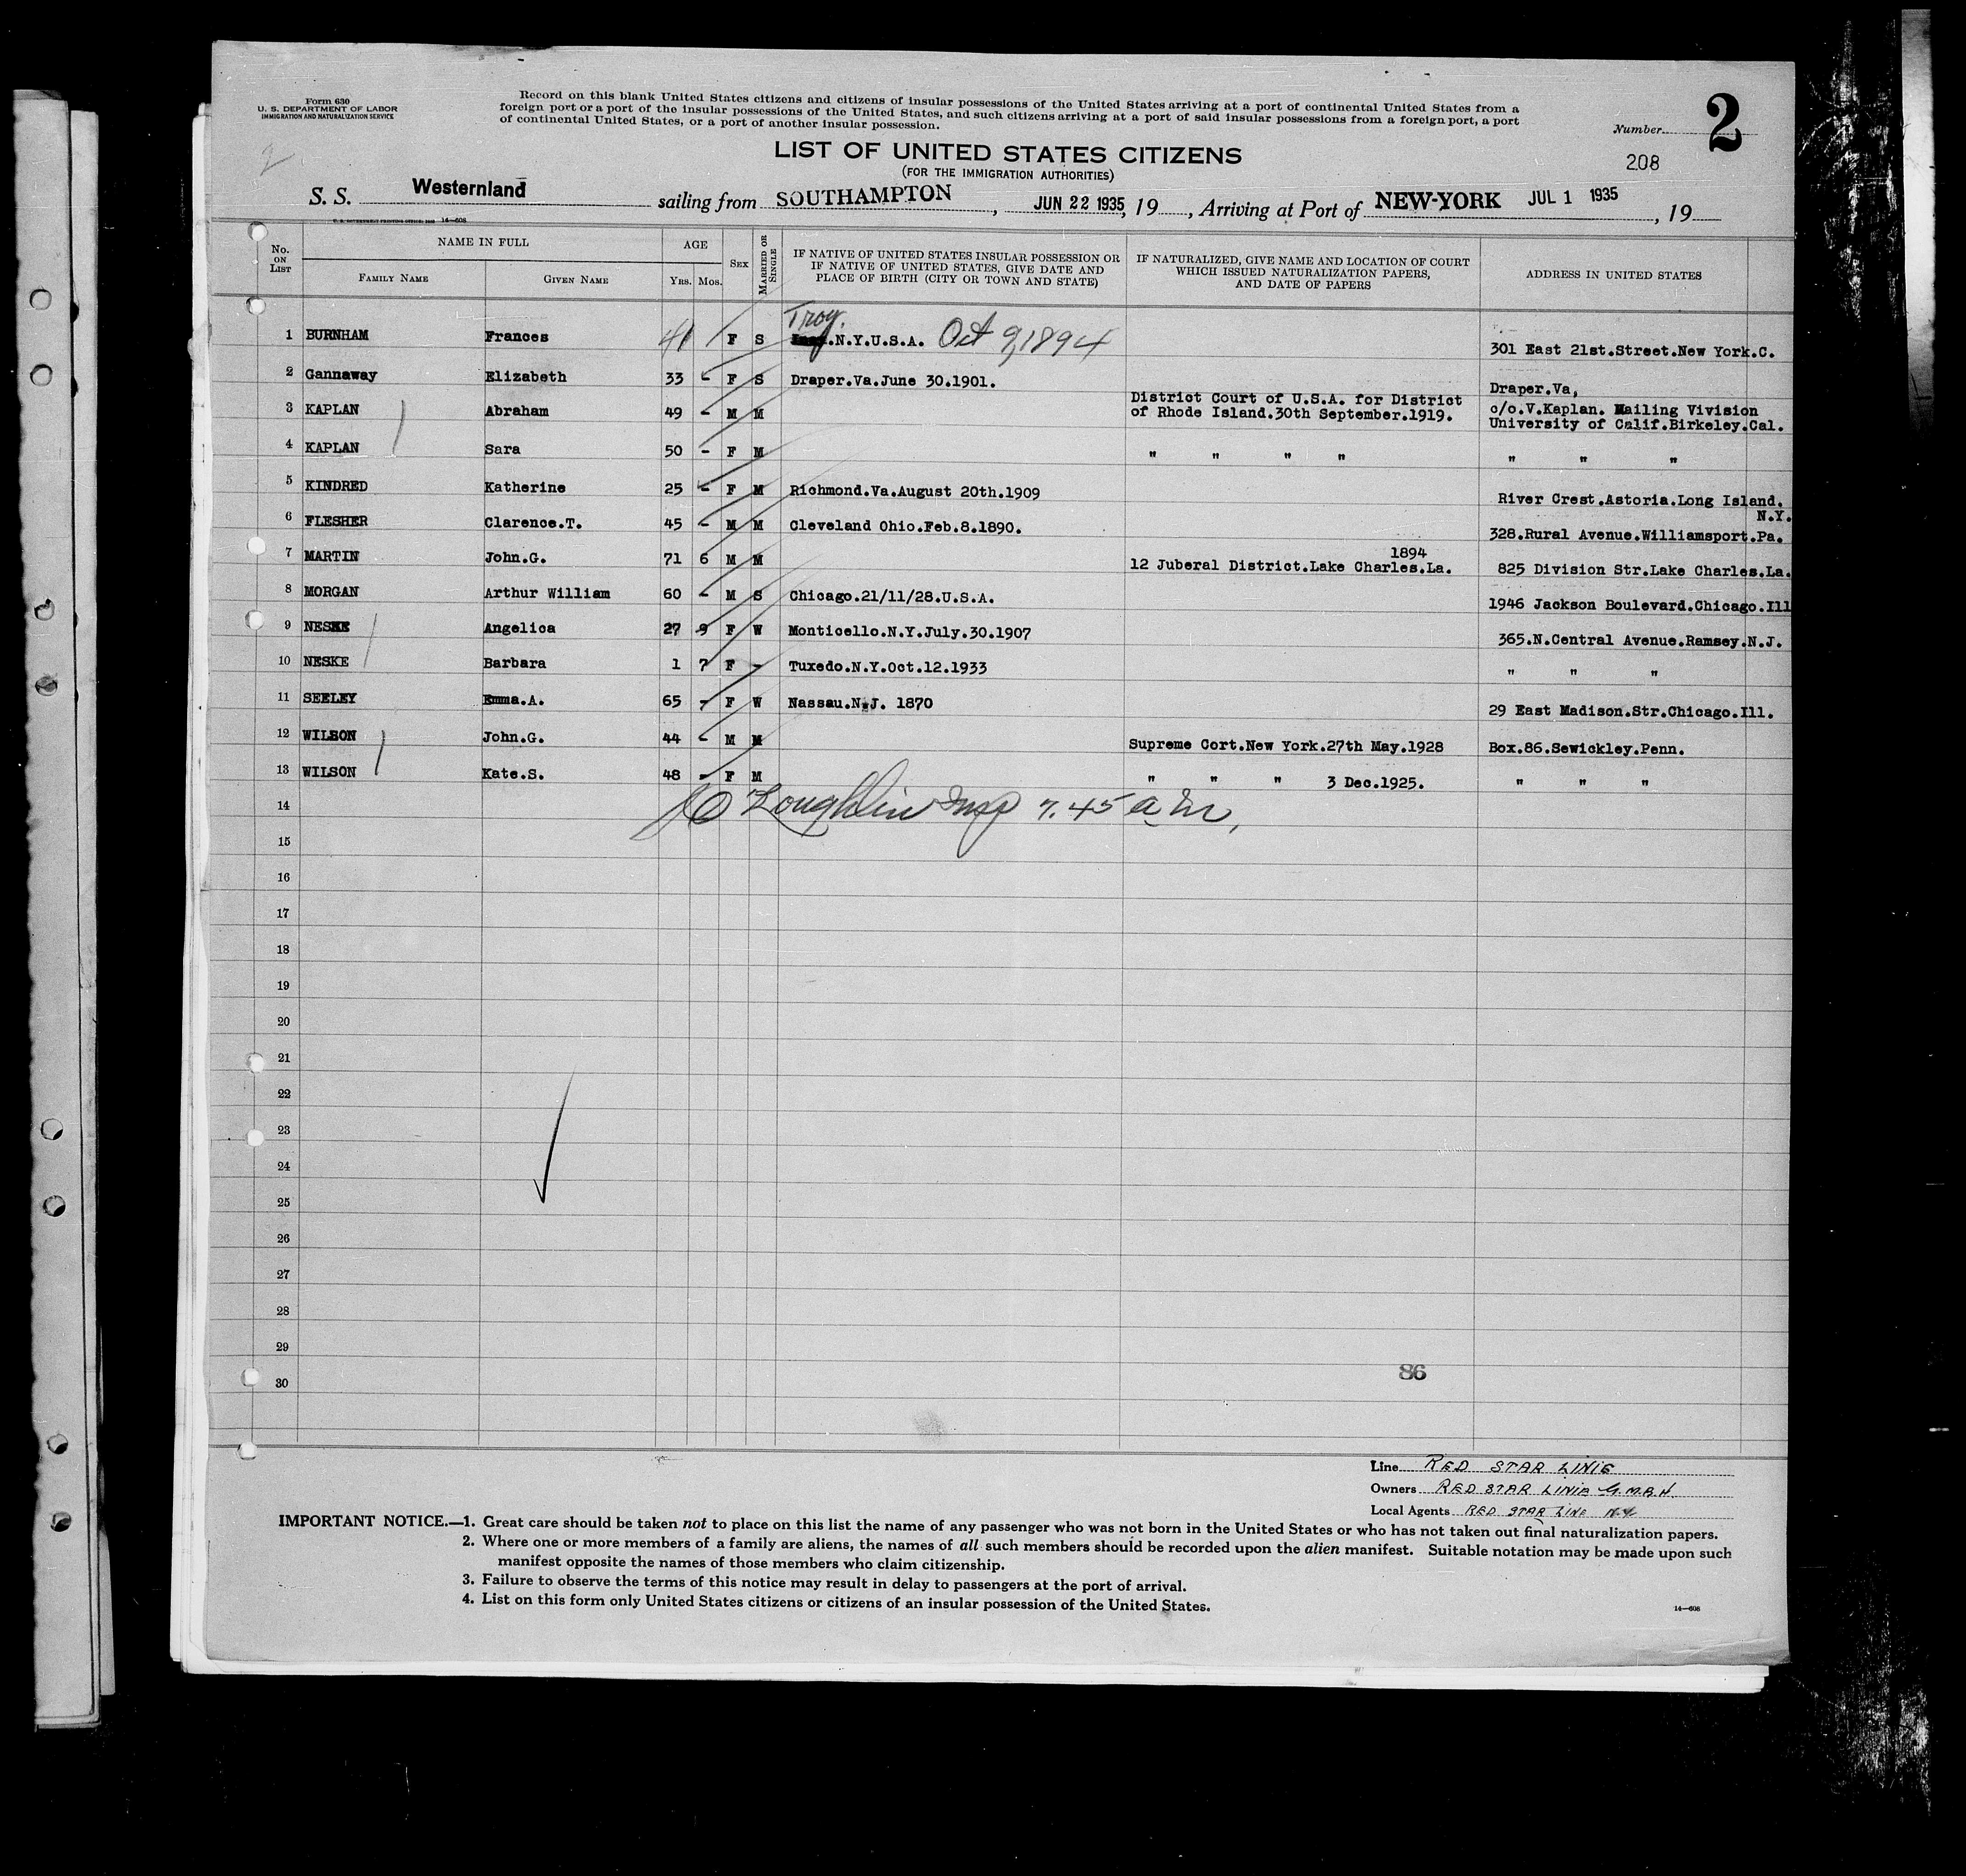 Form 630
U. S. DEPARTMENT OF LABOR
IMMIGRATION AND NATURALIZATION SERVICE
Record on this blank United States citizens and citizens of insular possessions of the United States arriving at a port of continental United States from a
foreign port or a port of the insular possessions of the United States, and such citizens arriving at a port of said insular possessions from a foreign port, a port
of continental United States, or a port of another insular possession.
Number 2
208
2
LIST OF UNITED STATES CITIZENS
(FOR THE IMMIGRATION AUTHORITIES)
S. S. Westernland sailing from SOUTHAMPTON, JUN 22 1935, 19, Arriving at Port of NEW-YORK JUL 1 1935, 19
14—608
No. ON LIST
NAME IN FULL
FAMILY NAME GIVEN NAME
AGE
YRS. MOS.
SEX
MARRIED OR SINGLE
IF NATIVE OF UNITED STATES INSULAR POSSESSION OR
IF NATIVE OF UNITED STATES, GIVE DATE AND
PLACE OF BIRTH (CITY OR TOWN AND STATE)
IF NATURALIZED, GIVE NAME AND LOCATION OF COURT
WHICH ISSUED NATURALIZATION PAPERS,
AND DATE OF PAPERS
ADDRESS IN UNITED STATES
1 BURNHAM Frances 41 F S Troy.N.Y.U.S.A. Oct 9,1894 301 East 21st.Street.New York.C.
2 Gannaway Elizabeth 33 - F S Draper.Va.June 30.1901. Draper.Va,
3 KAPLAN Abraham 49 - M M District Court of U.S.A. for District
of Rhode Island.30th September.1919. c/o.V.Kaplan. Mailing Vivision
University of Calif.Birkeley.Cal.
4 KAPLAN Sara 50 - F M " " " " " " "
5 KINDRED Katherine 25 - F M Richmond.Va.August 20th.1909 River Crest.Astoria.Long Island.
N.Y.
6 FLESHER Clarence.T. 45 - M M Cleveland Ohio.Feb.8.1890. 328.Rural Avenue.Williamsport.Pa.
7 MARTIN John.G. 71 6 M M 1894
12 Juberal District.Lake Charles.La. 825 Division Str.Lake Charles.La.
8 MORGAN Arthur William 60 - M S Chicago.21/11/28.U.S.A. 1946 Jackson Boulevard.Chicago.Ill
9 NESKE Angelica 27 9 F W Monticello.N.Y.July.30.1907 365.N.Central Avenue.Ramsey.N.J.
10 NESKE Barbara 1 7 F - Tuxedo.N.Y.Oct.12.1933 " " "
11 SEELEY Emma.A. 65 - F W Nassau.N.J. 1870 29 East Madison.Str.Chicago.Ill.
12 WILSON John.G. 44 - M M Supreme Cort.New York.27th May.1928 Box.86.Sewickley.Penn.
13 WILSON Kate.S. 48 - F M " " " 3 Dec.1925. " " "
14 O'Loughlin Insp 7.45 a m,
15
16
17
18
19
20
21
22
23
24
25
26
27
28
29
86
30
Line RED STAR LINIE
Owners RED STAR LINIE G.M.B.H.
Local Agents RED STAR LINE N.Y.
IMPORTANT NOTICE.—1. Great care should be taken not to place on this list the name of any passenger who was not born in the United States or who has not taken out final naturalization papers.
2. Where one or more members of a family are aliens, the names of all such members should be recorded upon the alien manifest. Suitable notation may be made upon such
manifest opposite the names of those members who claim citizenship.
3. Failure to observe the terms of this notice may result in delay to passengers at the port of arrival.
4. List on this form only United States citizens or citizens of an insular possession of the United States.
14—608